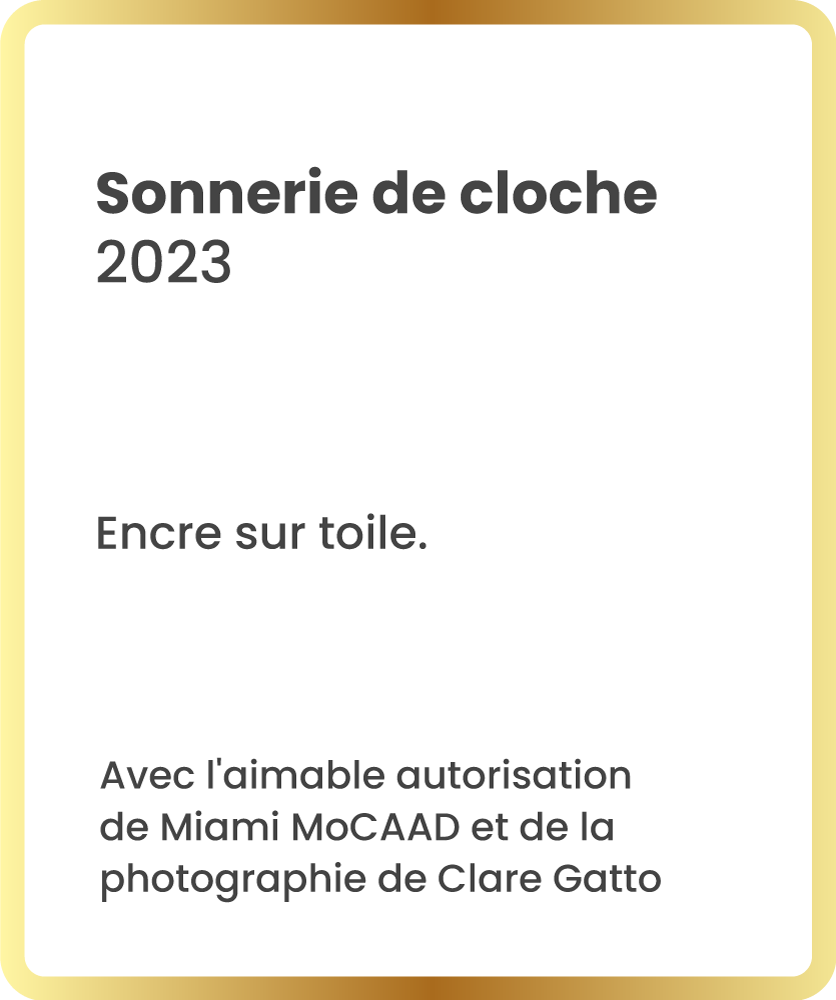 Sonnerie de cloche
2023
Encre sur toile.
Avec l'aimable autorisation
de Miami MoCAAD et de la
photographie de Clare Gatto